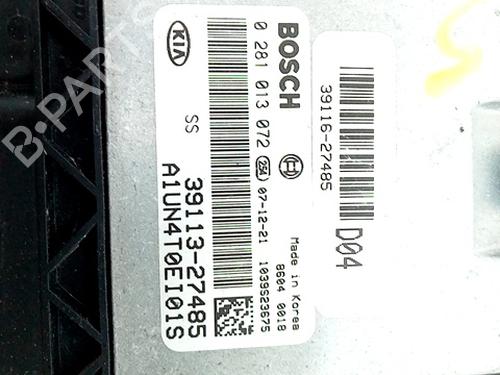 KIA
SS
39113-27485
A1UN4T0EI01S
BOSCH
0 281 013 072
254
07-12-21
1039S23675
Made in Korea
8604 0018
39116-27485
D04
S
B-PARTS